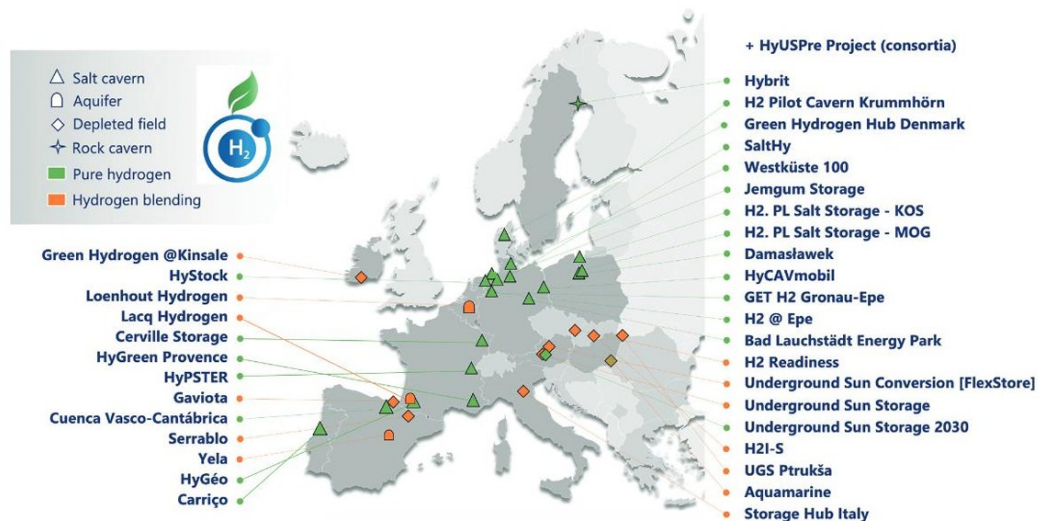 Salt cavern
Aquifer
Depleted field
Rock cavern
Pure hydrogen
Hydrogen blending
H2
Green Hydrogen @Kinsale
HyStock
Loenhout Hydrogen
Lacq Hydrogen
Cerville Storage
HyGreen Provence
HyPSTER
Gaviota
Cuenca Vasco-Cantábrica
Serrablo
Yela
HyGéo
Carriço
+ HyUSPre Project (consortia)
Hybrit
H2 Pilot Cavern Krummhörn
Green Hydrogen Hub Denmark
SaltHy
Westküste 100
Jemgum Storage
H2. PL Salt Storage - KOS
H2. PL Salt Storage - MOG
Damasławek
HyCAVmobil
GET H2 Gronau-Epe
H2 @ Epe
Bad Lauchstädt Energy Park
H2 Readiness
Underground Sun Conversion [FlexStore]
Underground Sun Storage
Underground Sun Storage 2030
H2I-S
UGS Ptrukša
Aquamarine
Storage Hub Italy